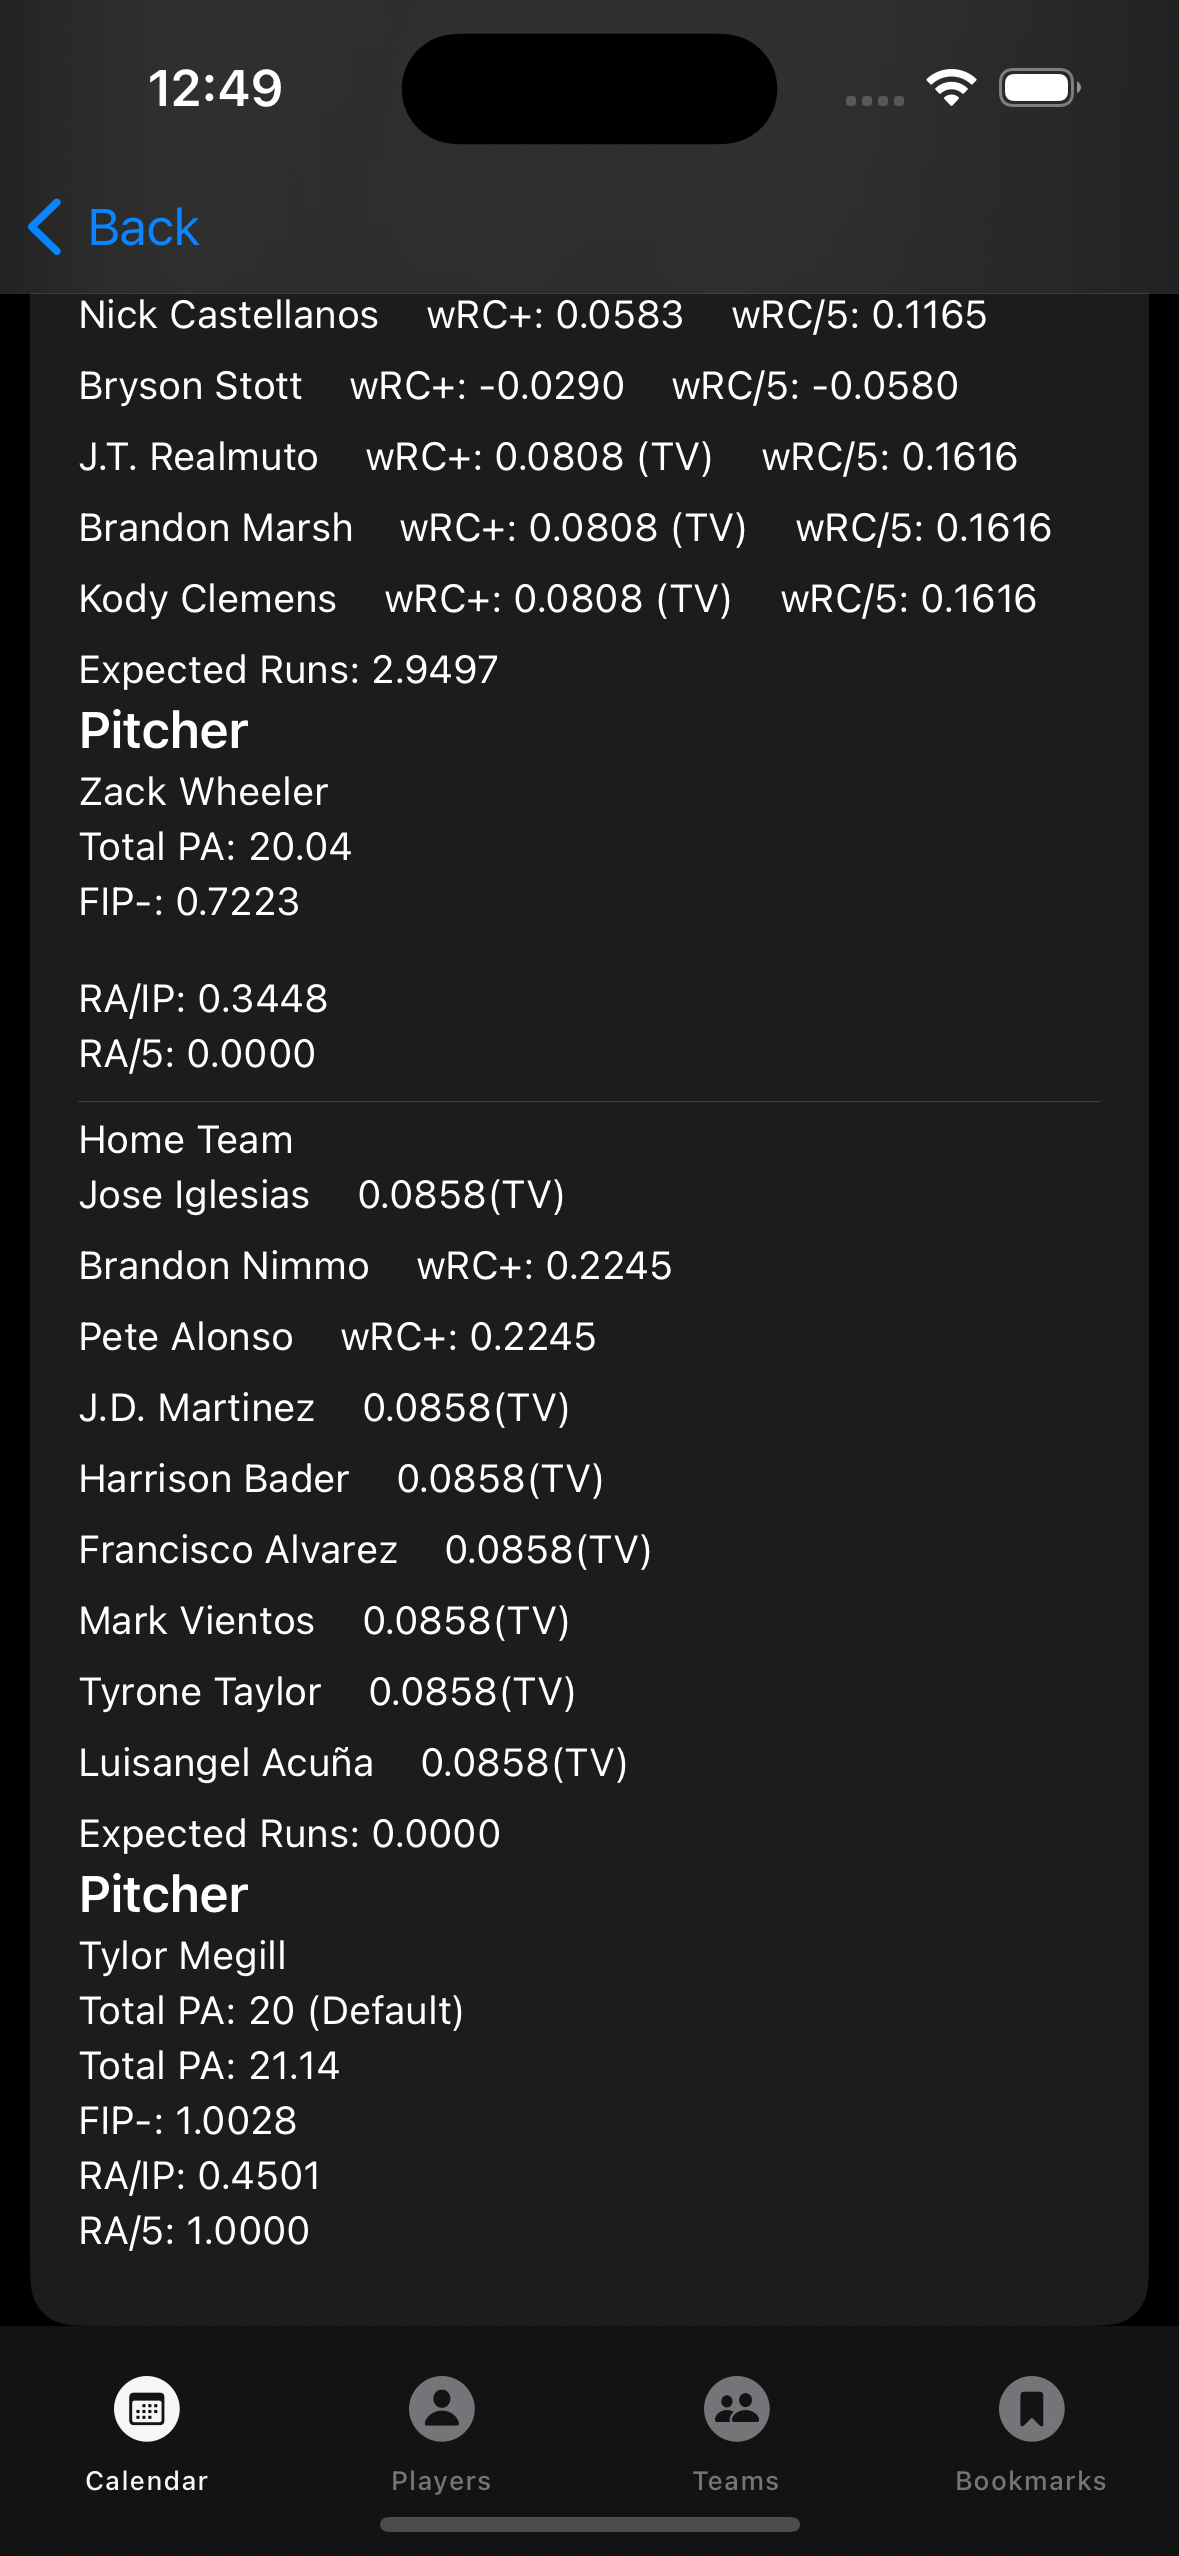 12:49
Back
Nick Castellanos wRC+: 0.0583 wRC/5: 0.1165
Bryson Stott wRC+: -0.0290 wRC/5: -0.0580
J.T. Realmuto wRC+: 0.0808 (TV) wRC/5: 0.1616
Brandon Marsh wRC+: 0.0808 (TV) wRC/5: 0.1616
Kody Clemens wRC+: 0.0808 (TV) wRC/5: 0.1616
Expected Runs: 2.9497
Pitcher
Zack Wheeler
Total PA: 20.04
FIP-: 0.7223
RA/IP: 0.3448
RA/5: 0.0000
Home Team
Jose Iglesias 0.0858(TV)
Brandon Nimmo wRC+: 0.2245
Pete Alonso wRC+: 0.2245
J.D. Martinez 0.0858(TV)
Harrison Bader 0.0858(TV)
Francisco Alvarez 0.0858(TV)
Mark Vientos 0.0858(TV)
Tyrone Taylor 0.0858(TV)
Luisangel Acuña 0.0858(TV)
Expected Runs: 0.0000
Pitcher
Tylor Megill
Total PA: 20 (Default)
Total PA: 21.14
FIP-: 1.0028
RA/IP: 0.4501
RA/5: 1.0000
Calendar
Players
Teams
Bookmarks